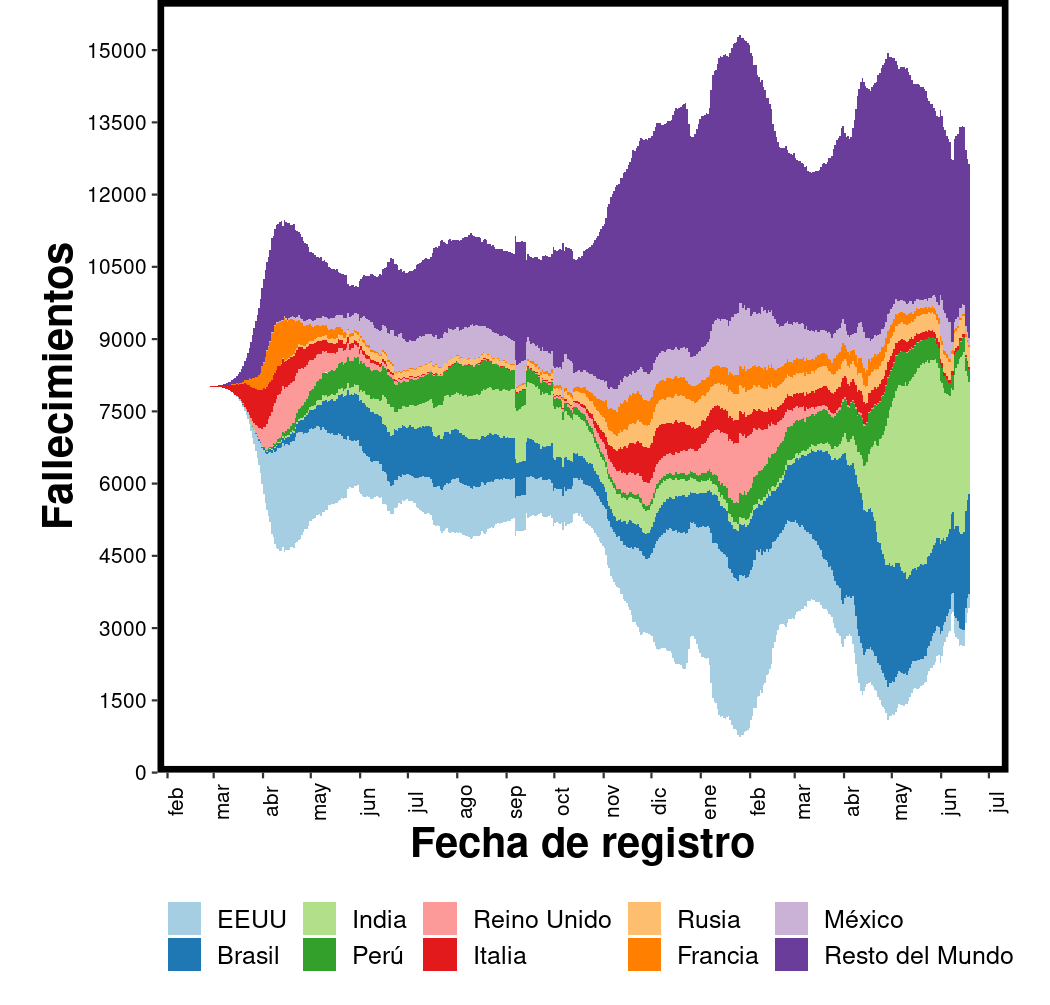 15000
13500
12000
10500
9000
7500
6000
4500
3000
1500
0
Fallecimientos
feb mar abr may jun jul ago sep oct nov dic ene feb mar abr may jun jul
Fecha de registro
EEUU India Reino Unido Rusia México
Brasil Perú Italia Francia Resto del Mundo